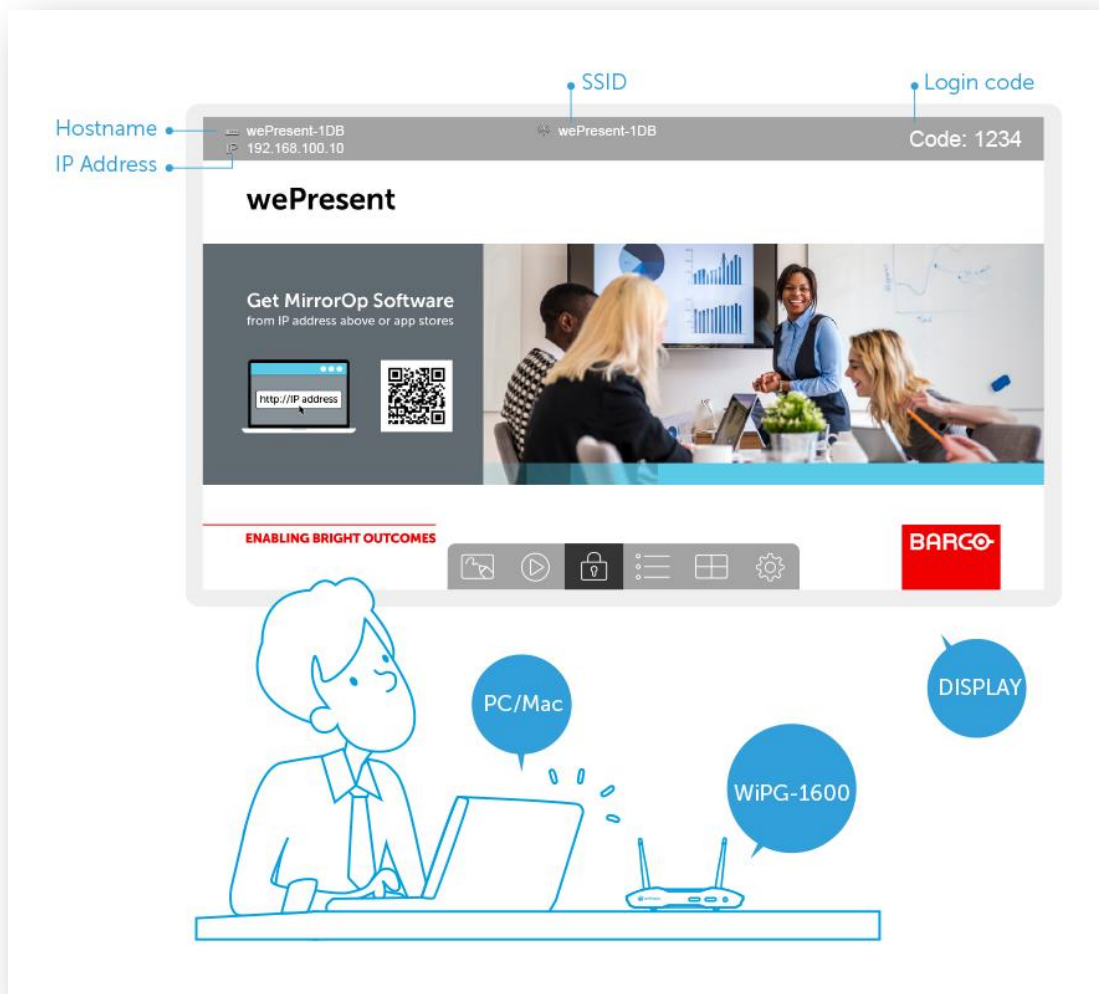 SSID
Login code
Hostname
wePresent-1DB
wePresent-1DB
Code: 1234
IP Address
IP 192.168.100.10
wePresent
Get MirrorOp Software
from IP address above or app stores
http://IP address
ENABLING BRIGHT OUTCOMES
BARCO
PC/Mac
DISPLAY
WiPG-1600